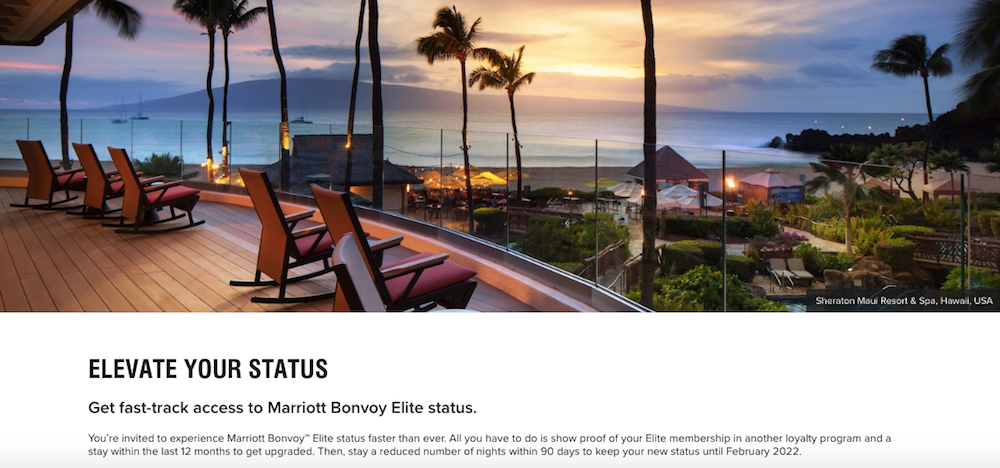 Sheraton Maui Resort & Spa, Hawaii, USA
ELEVATE YOUR STATUS
Get fast-track access to Marriott Bonvoy Elite status.
You're invited to experience Marriott Bonvoy™ Elite status faster than ever. All you have to do is show proof of your Elite membership in another loyalty program and a
stay within the last 12 months to get upgraded. Then, stay a reduced number of nights within 90 days to keep your new status until February 2022.